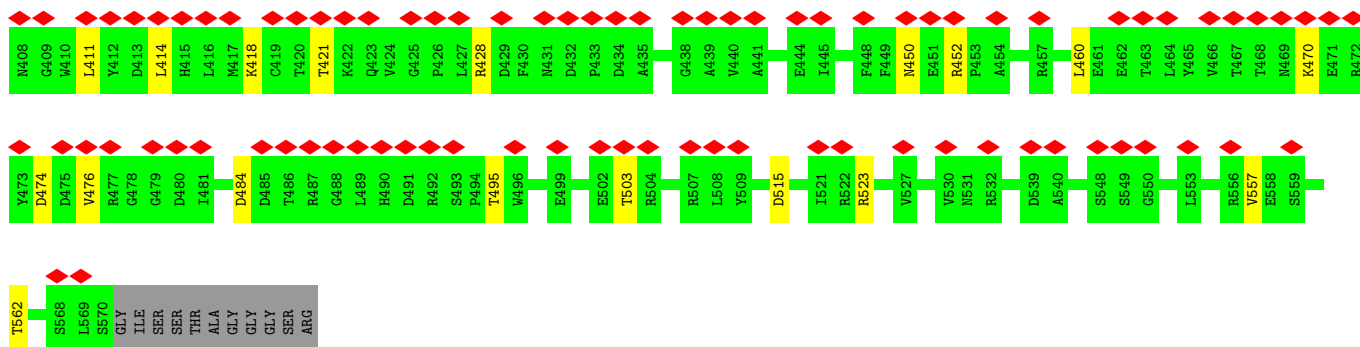 N408 G409 W410 L411 Y412 D413 L414 H415 L416 M417 K418 C419 T420 T421 K422 Q423 V424 G425 P426 L427 R428 D429 F430 N431 D432 P433 D434 A435 G438 A439 V440 A441 E444 I445 F448 F449 N450 E451 R452 P453 A454 R457 L460 E461 E462 T463 L464 Y465 V466 T467 T468 N469 K470 E471 R472
Y473 D474 D475 V476 R477 G478 G479 D480 I481 D484 D485 T486 R487 G488 L489 H490 D491 R492 S493 P494 T495 W496 E499 E502 T503 R504 R507 L508 Y509 D515 I521 R522 R523 V527 V530 N531 R532 D539 A540 S548 S549 G550 L553 R556 V557 E558 S559
T562 S568 L569 S570 GLY ILE SER SER THR ALA GLY GLY GLY SER ARG